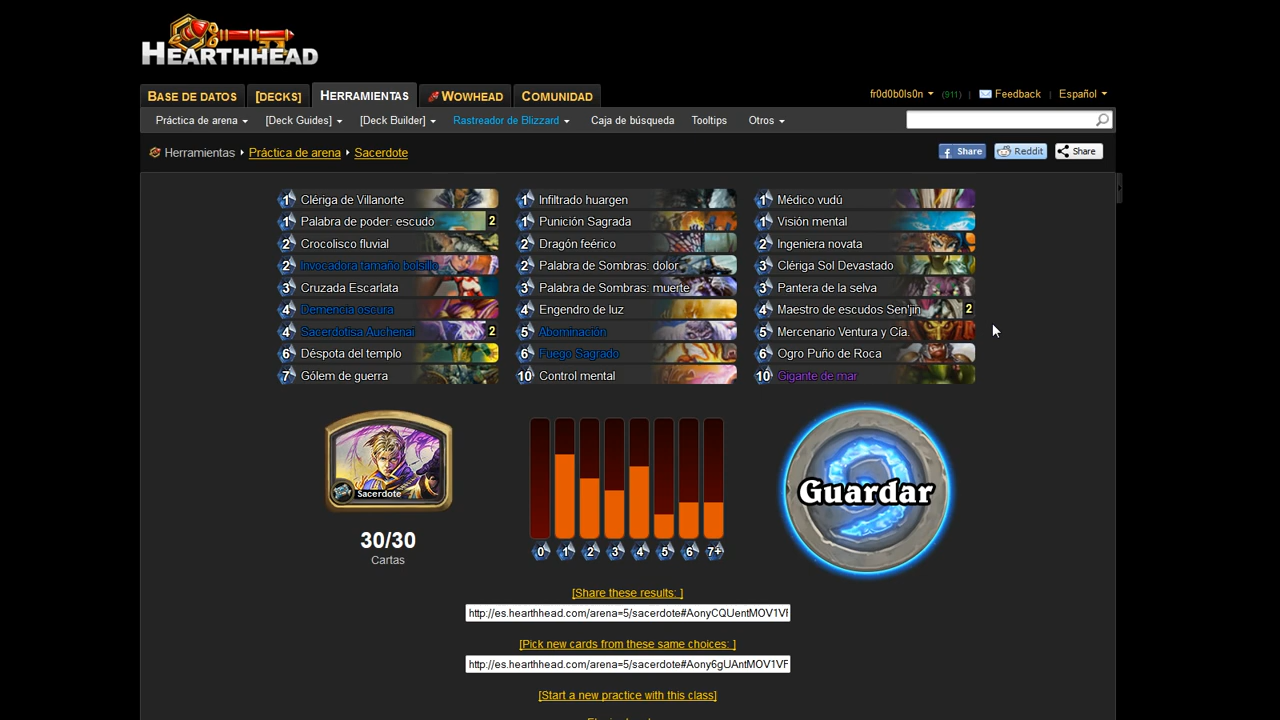 HEARTHHEAD
BASE DE DATOS [DECKS] HERRAMIENTAS WOWHEAD COMUNIDAD
fr0d0b0ls0n (911) | Feedback | Español
Práctica de arena [Deck Guides] [Deck Builder] Rastreador de Blizzard Caja de búsqueda Tooltips Otros
Herramientas Práctica de arena Sacerdote
Share Reddit Share
1 Clériga de Villanorte 1 Infiltrado huargen 1 Médico vudú
1 Palabra de poder: escudo 2 1 Punición Sagrada 1 Visión mental
2 Crocolisco fluvial 2 Dragón feérico 2 Ingeniera novata
2 Invocadora tamaño bolsillo 2 Palabra de Sombras: dolor 3 Clériga Sol Devastado
3 Cruzada Escarlata 3 Palabra de Sombras: muerte 3 Pantera de la selva
4 Demencia oscura 4 Engendro de luz 4 Maestro de escudos Sen'jin 2
4 Sacerdotisa Auchenai 2 5 Abominación 5 Mercenario Ventura y Cía.
6 Déspota del templo 6 Fuego Sagrado 6 Ogro Puño de Roca
7 Gólem de guerra 10 Control mental 10 Gigante de mar
Sacerdote
Guardar
30/30
Cartas
0 1 2 3 4 5 6 7+
[Share these results: ]
http://es.hearthhead.com/arena=5/sacerdote#AonyCQUentMOV1VF
[Pick new cards from these same choices: ]
http://es.hearthhead.com/arena=5/sacerdote#Aony6gUAntMOV1VF
[Start a new practice with this class]